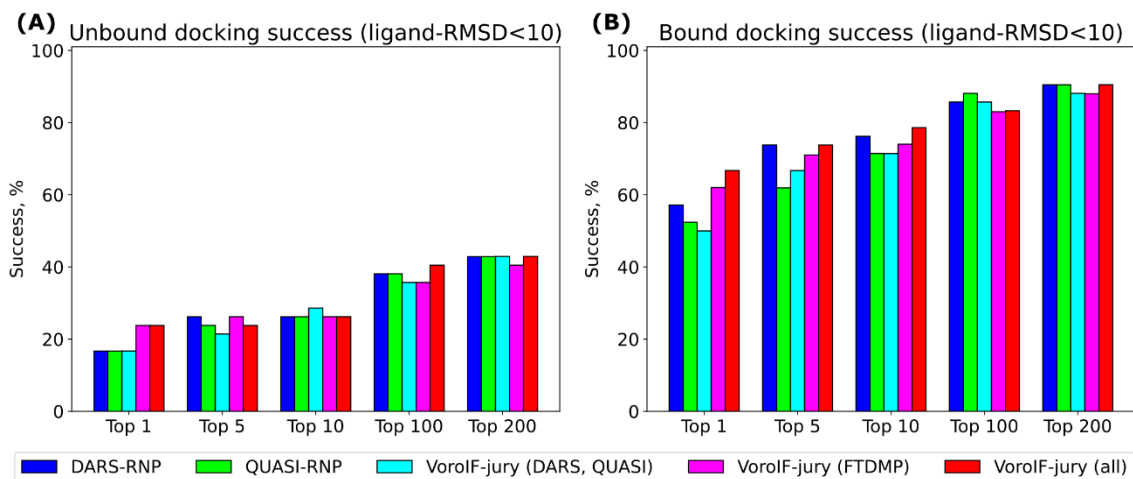 (A) Unbound docking success (ligand-RMSD<10)
100
80
60
40
20
0
Success, %
Top 1 Top 5 Top 10 Top 100 Top 200
(B) Bound docking success (ligand-RMSD<10)
100
80
60
40
20
0
Success, %
Top 1 Top 5 Top 10 Top 100 Top 200
DARS-RNP QUASI-RNP VoroIF-jury (DARS, QUASI) VoroIF-jury (FTDMP) VoroIF-jury (all)